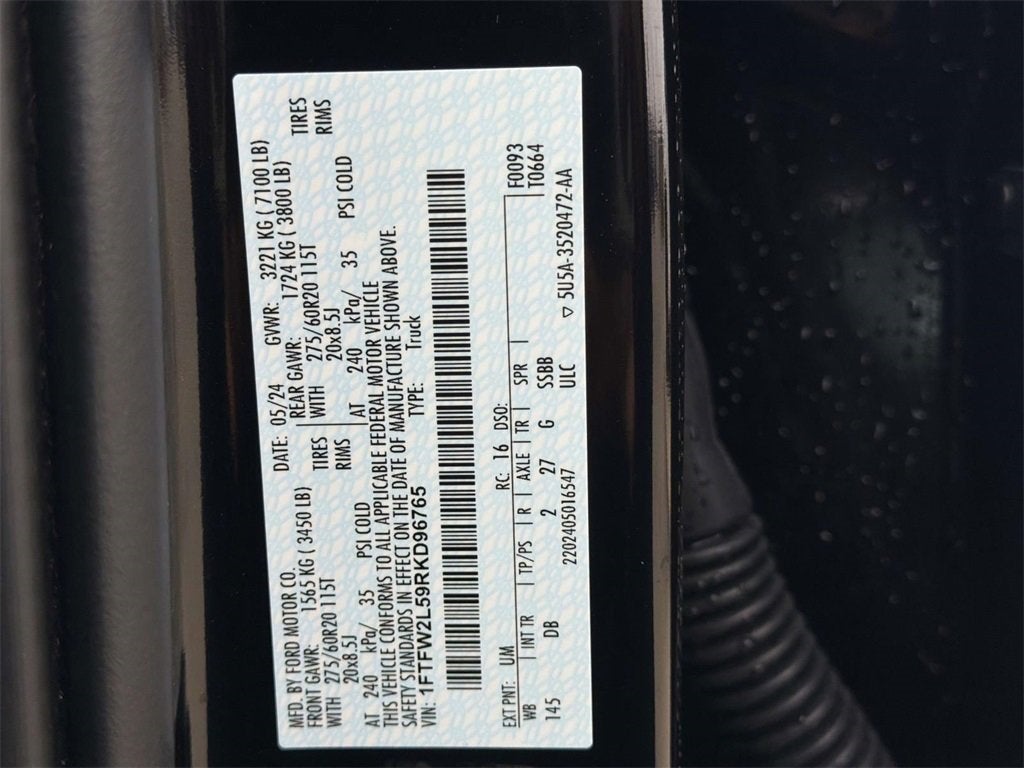 MFD. BY FORD MOTOR CO. DATE: 05/24 GVWR: 3221 KG ( 7100 LB)
FRONT GAWR: 1565 KG ( 3450 LB) REAR GAWR: 1724 KG ( 3800 LB)
WITH 275/60R20 115T TIRES WITH 275/60R20 115T TIRES
20x8.5J RIMS 20x8.5J RIMS
AT 240 kPa/ 35 PSI COLD AT 240 kPa/ 35 PSI COLD
THIS VEHICLE CONFORMS TO ALL APPLICABLE FEDERAL MOTOR VEHICLE
SAFETY STANDARDS IN EFFECT ON THE DATE OF MANUFACTURE SHOWN ABOVE.
VIN: 1FTFW2L59RKD96765 TYPE: Truck
EXT PNT: UM RC: 16 DSO: F0093
WB INT TR TP/PS R AXLE TR SPR T0664
145 DB 2 27 G SSBB
2202405016547 ULC ▽ 5U5A-3520472-AA